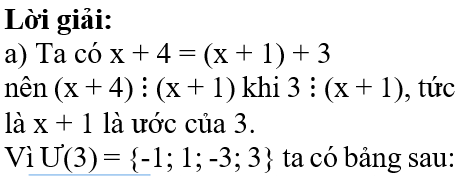 Lời giải:
a) Ta có x + 4 = (x + 1) + 3
nên (x + 4) ⋮ (x + 1) khi 3 ⋮ (x + 1), tức
là x + 1 là ước của 3.
Vì Ư(3) = {-1; 1; -3; 3} ta có bảng sau: